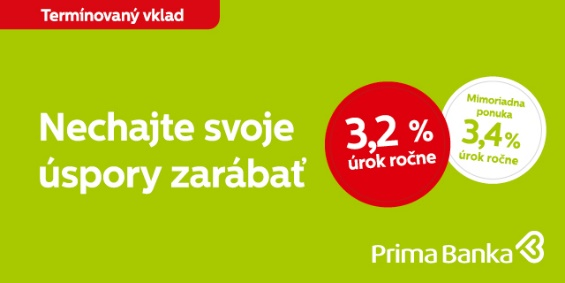 Termínovaný vklad
Nechajte svoje
úspory zarábať
3,2 %
úrok ročne
Mimoriadna
ponuka
3,4%
úrok ročne
Prima Banka